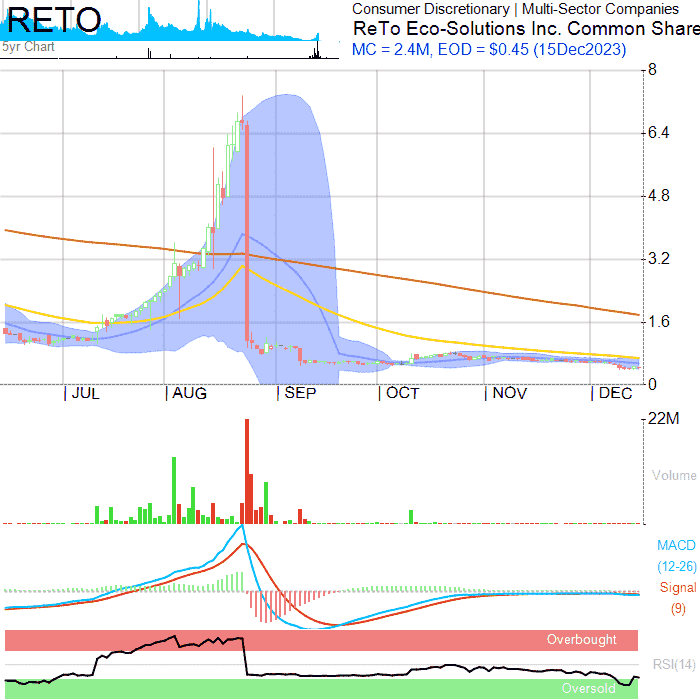 RETO
5yr Chart
Consumer Discretionary | Multi-Sector Companies
ReTo Eco-Solutions Inc. Common Share
MC = 2.4M, EOD = $0.45 (15Dec2023)
8
6.4
4.8
3.2
1.6
0
JUL AUG SEP OCT NOV DEC
22M
Volume
MACD
(12-26)
Signal
(9)
Overbought
RSI(14)
Oversold